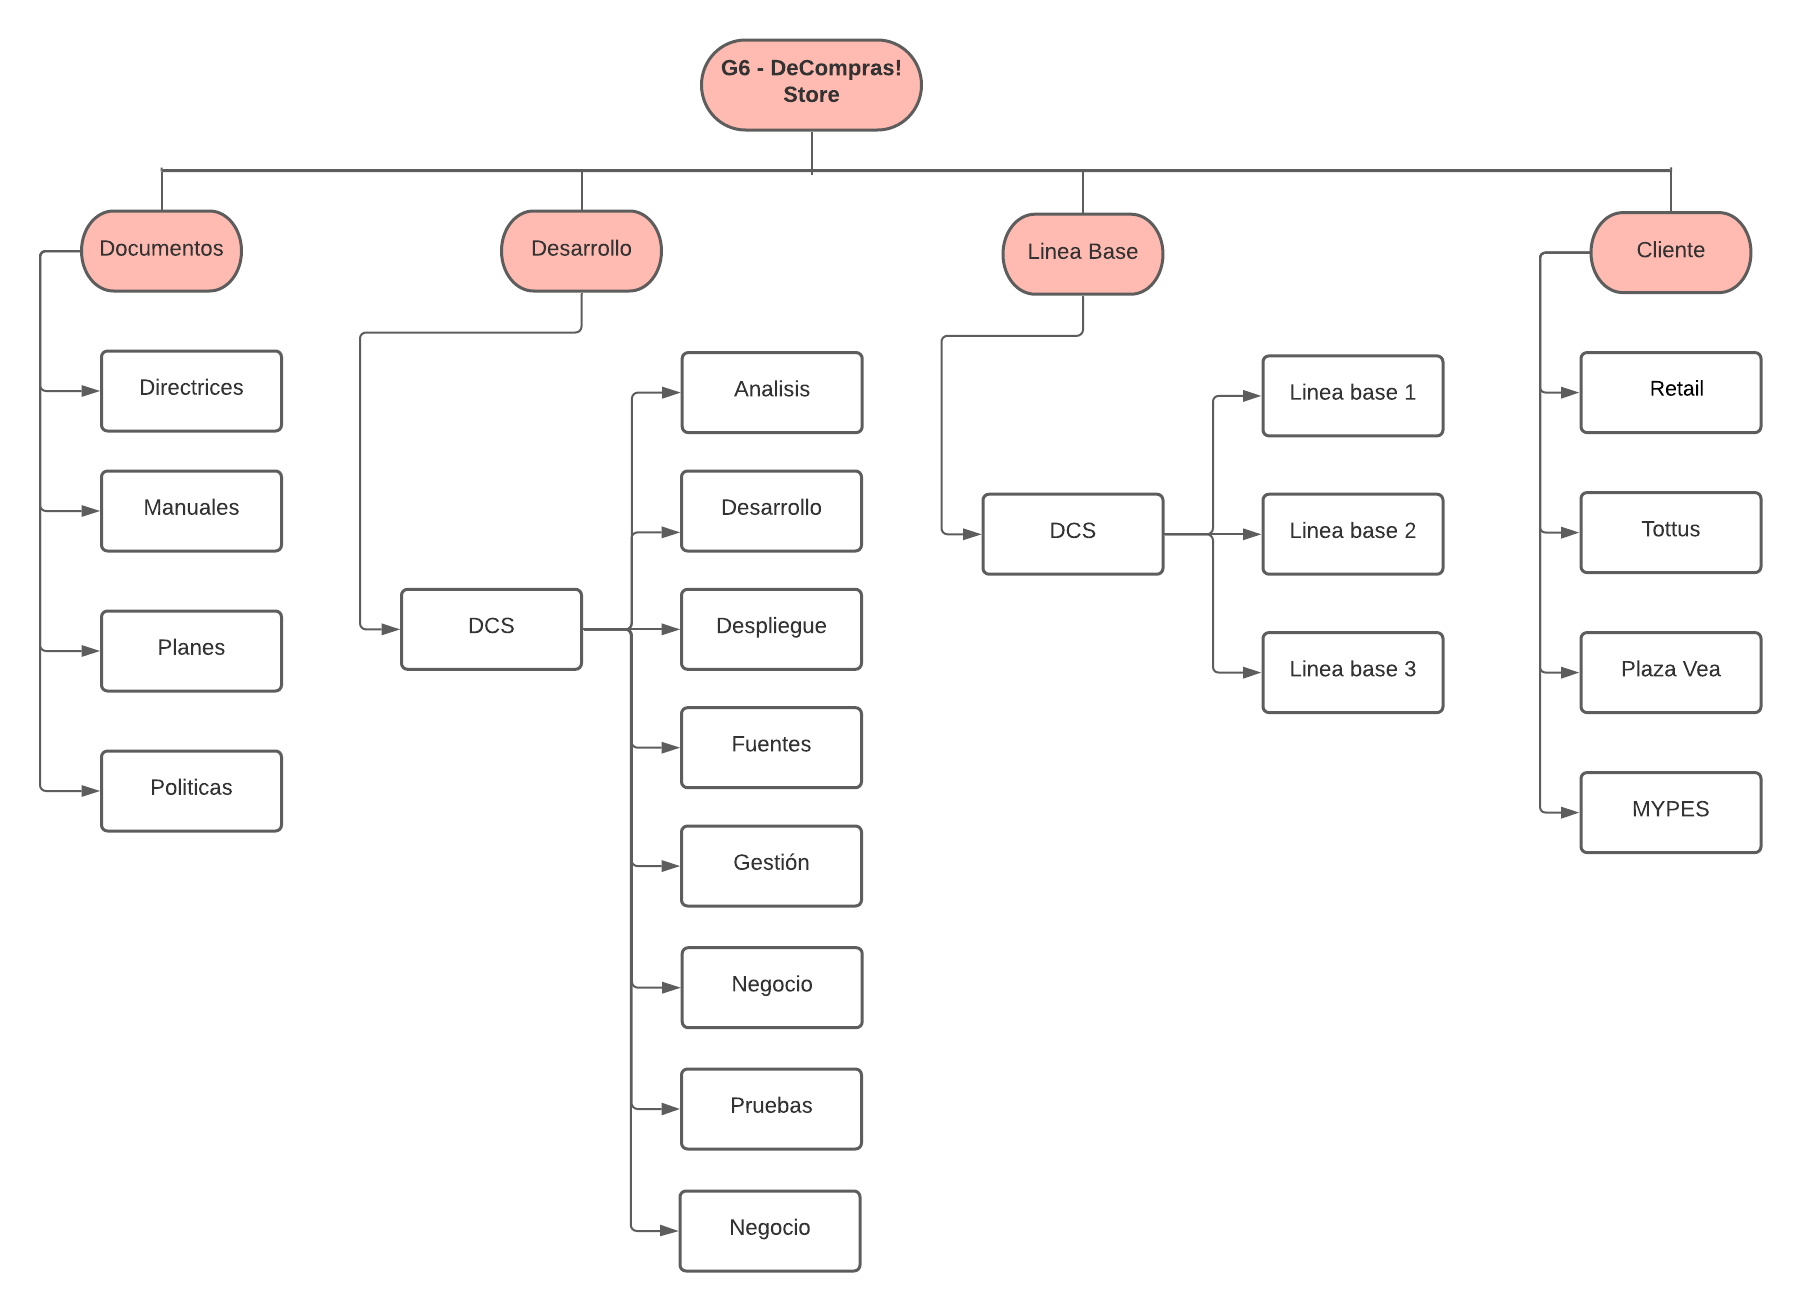 G6 - DeCompras!
Store
Documentos
Desarrollo
Linea Base
Cliente
Directrices
Manuales
Planes
Politicas
DCS
Analisis
Desarrollo
Despliegue
Fuentes
Gestión
Negocio
Pruebas
Negocio
DCS
Linea base 1
Linea base 2
Linea base 3
Retail
Tottus
Plaza Vea
MYPES